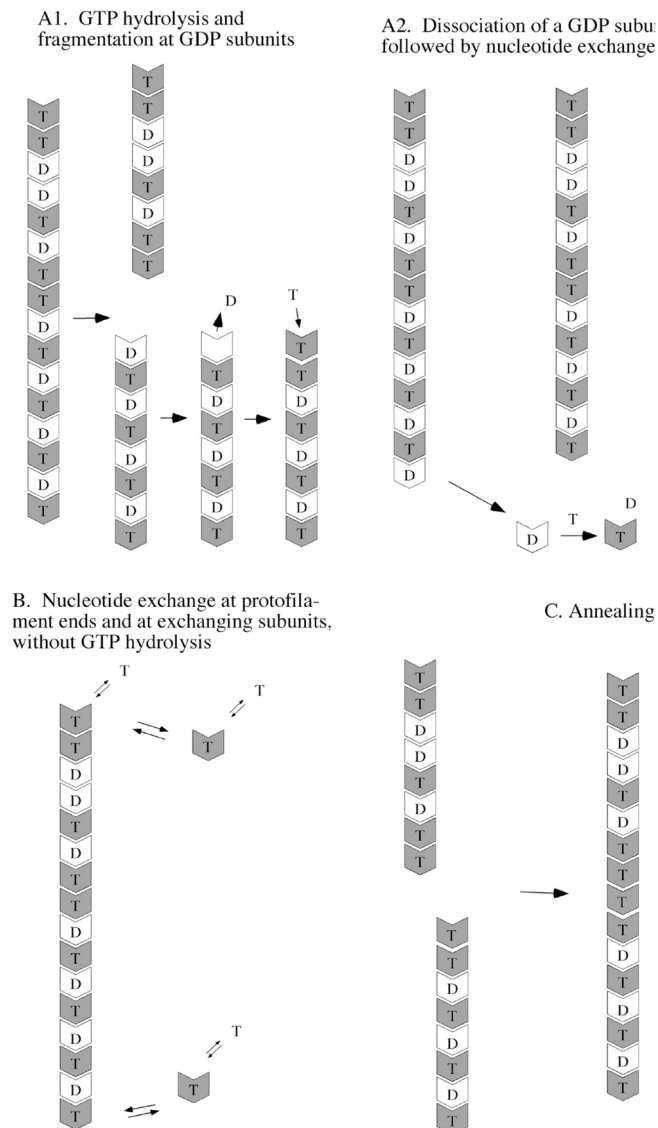 A1. GTP hydrolysis and
fragmentation at GDP subunits
T
T
D
D
T
D
T
T
D
T
D
T
D
T
D
T
T
T
D
D
T
D
T
T
D
T
D
T
D
T
D
T
D
T
D
T
D
T
D
T
T
T
T
D
T
D
T
D
T
A2. Dissociation of a GDP subu
followed by nucleotide exchange
T
T
D
D
T
D
T
T
D
T
D
T
D
T
D
T
T
D
D
T
D
T
T
D
T
D
T
D
T
D
T
D
T
B. Nucleotide exchange at protofila-
ment ends and at exchanging subunits,
without GTP hydrolysis
T
T
T
D
D
T
D
T
T
D
T
D
T
D
T
D
T
T
T
T
T
C. Annealing
T
T
D
D
T
D
T
T
T
T
D
T
D
T
D
T
T
T
D
D
T
D
T
T
T
T
D
T
D
T
D
T